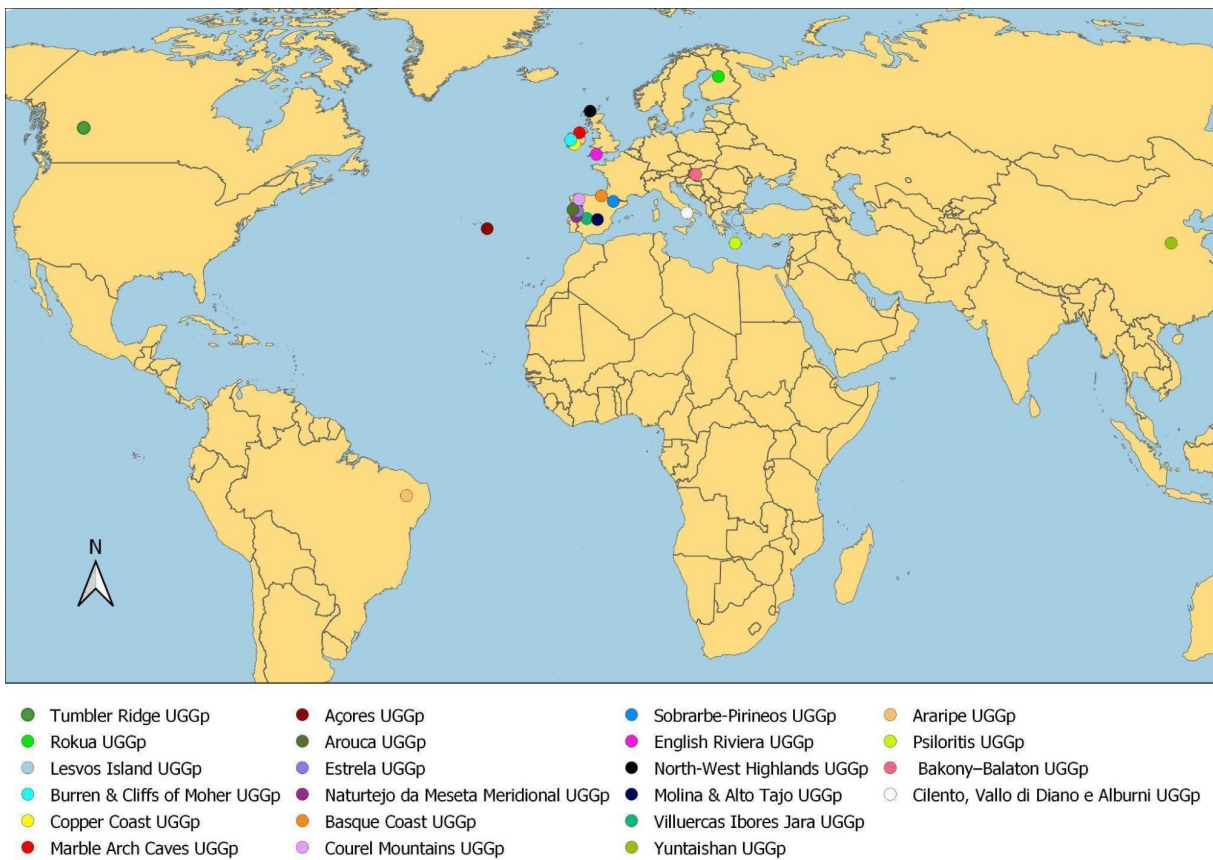 N
Tumbler Ridge UGGp
Rokua UGGp
Lesvos Island UGGp
Burren & Cliffs of Moher UGGp
Copper Coast UGGp
Marble Arch Caves UGGp
Açores UGGp
Arouca UGGp
Estrela UGGp
Naturtejo da Meseta Meridional UGGp
Basque Coast UGGp
Courel Mountains UGGp
Sobrarbe-Pirineos UGGp
English Riviera UGGp
North-West Highlands UGGp
Molina & Alto Tajo UGGp
Villuercas Ibores Jara UGGp
Yuntaishan UGGp
Araripe UGGp
Psiloritis UGGp
Bakony–Balaton UGGp
Cilento, Vallo di Diano e Alburni UGGp